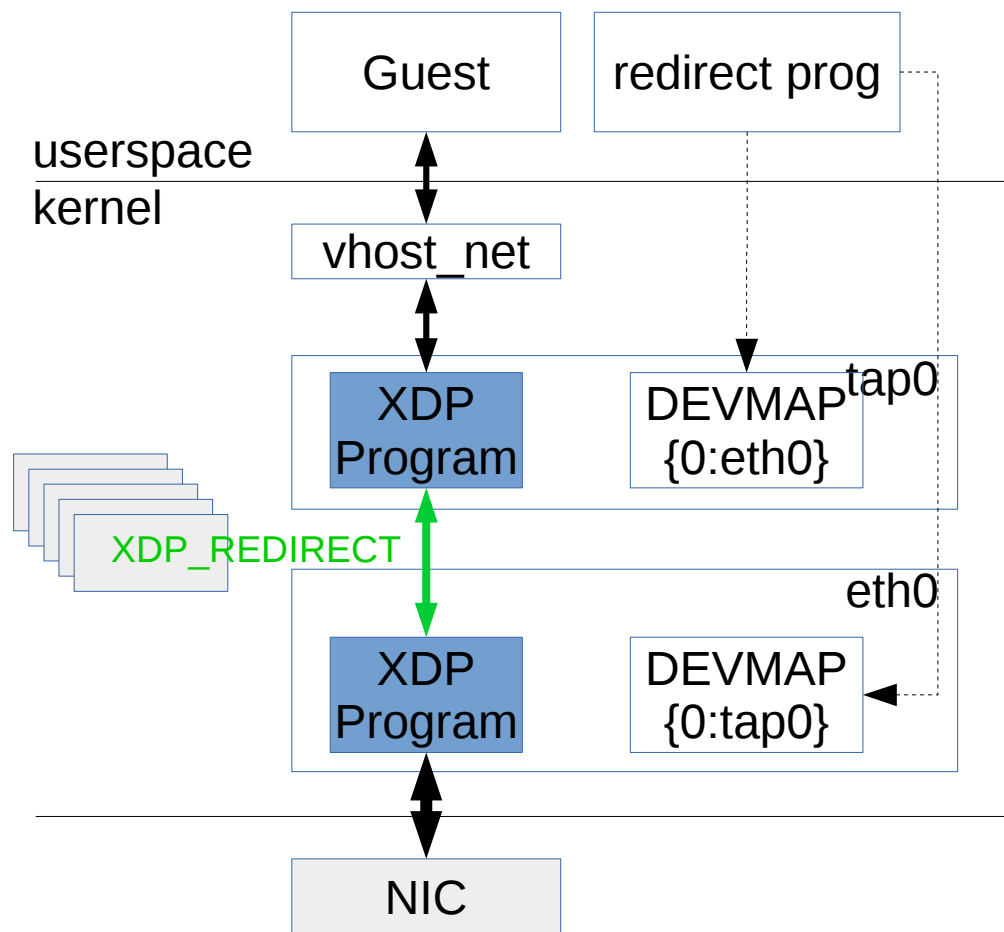 Guest
redirect prog
userspace
kernel
vhost_net
tap0
XDP
Program
DEVMAP
{0:eth0}
XDP_REDIRECT
eth0
XDP
Program
DEVMAP
{0:tap0}
NIC